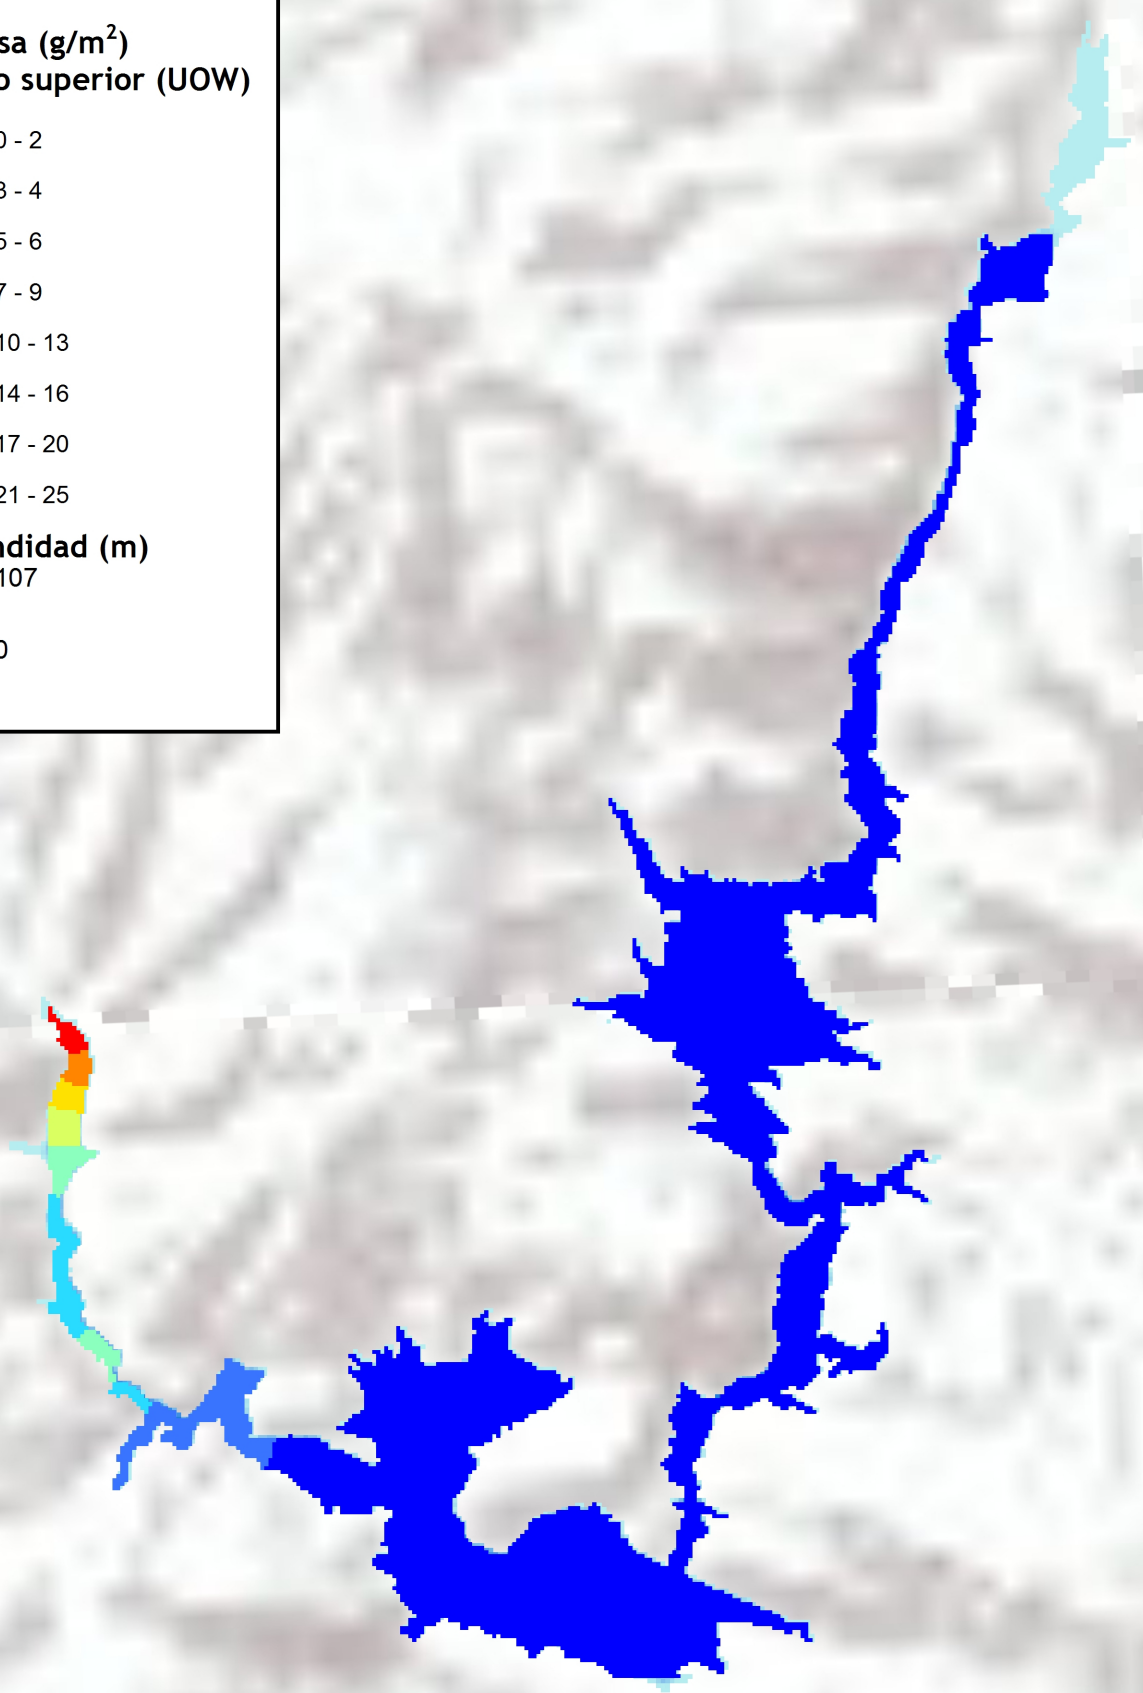 sa (g/m²)
o superior (UOW)
0 - 2
3 - 4
5 - 6
7 - 9
10 - 13
14 - 16
17 - 20
21 - 25
ndidad (m)
107
0